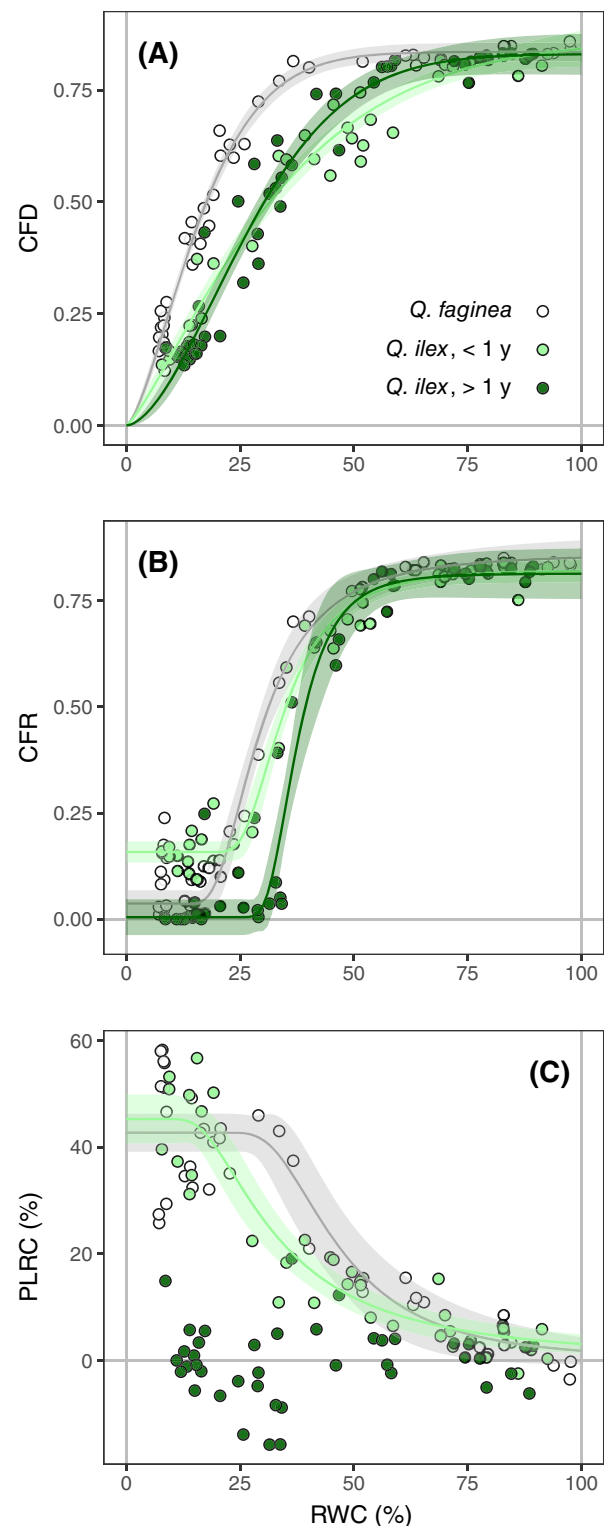 (A)
CFD
0.75
0.50
0.25
0.00
Q. faginea
Q. ilex, < 1 y
Q. ilex, > 1 y
0 25 50 75 100
(B)
CFR
0.75
0.50
0.25
0.00
0 25 50 75 100
(C)
PLRC (%)
60
40
20
0
0 25 50 75 100
RWC (%)